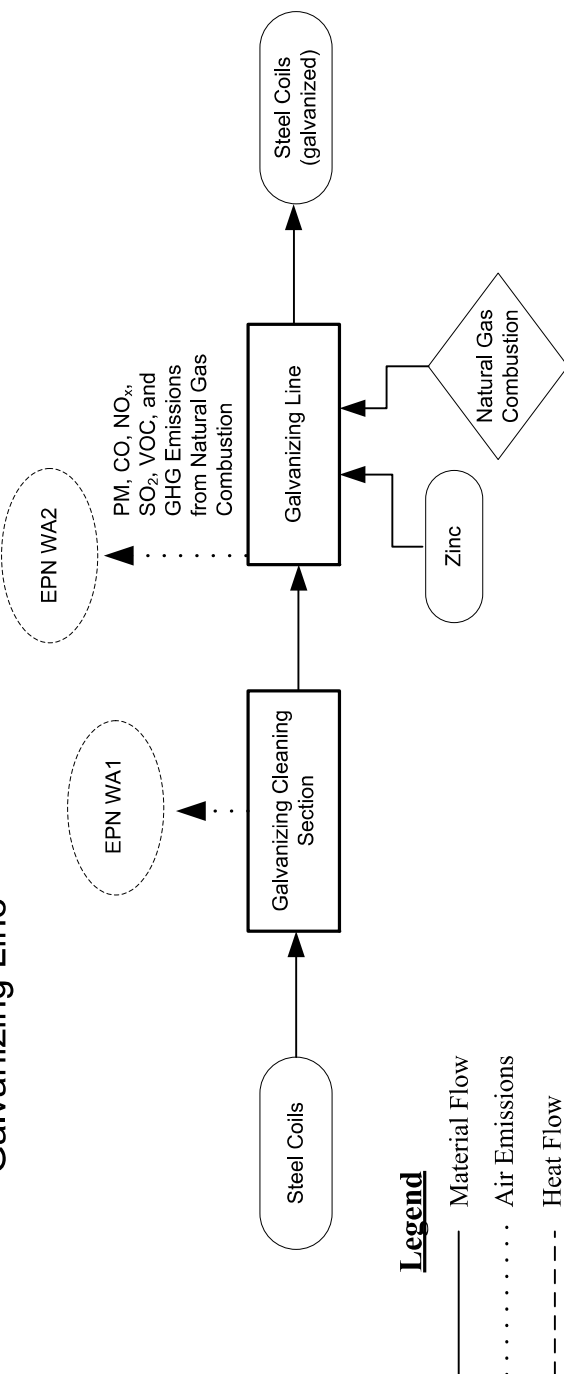 Galvanizing Line
EPN WA1
EPN WA2
PM, CO, NOx,
SO2, VOC, and
GHG Emissions
from Natural Gas
Combustion
Steel Coils
Galvanizing Cleaning
Section
Galvanizing Line
Steel Coils
(galvanized)
Zinc
Natural Gas
Combustion
Legend
Material Flow
Air Emissions
Heat Flow